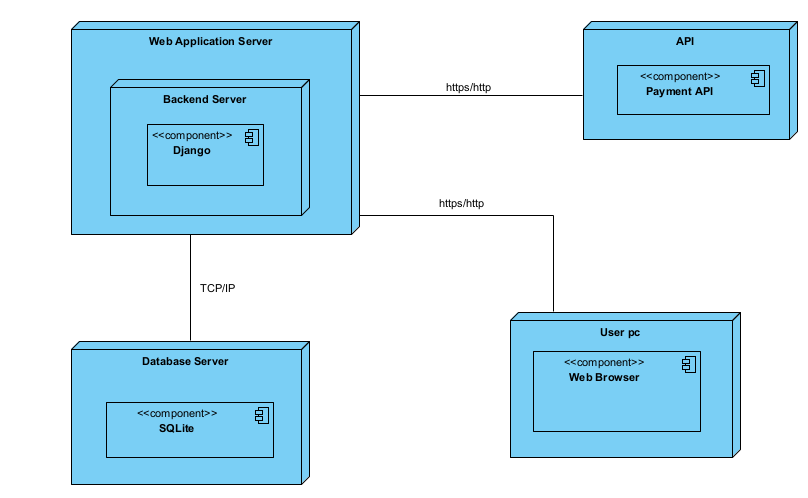 Web Application Server
Backend Server
<<component>>
Django
https/http
API
<<component>>
Payment API
https/http
TCP/IP
Database Server
<<component>>
SQLite
User pc
<<component>>
Web Browser